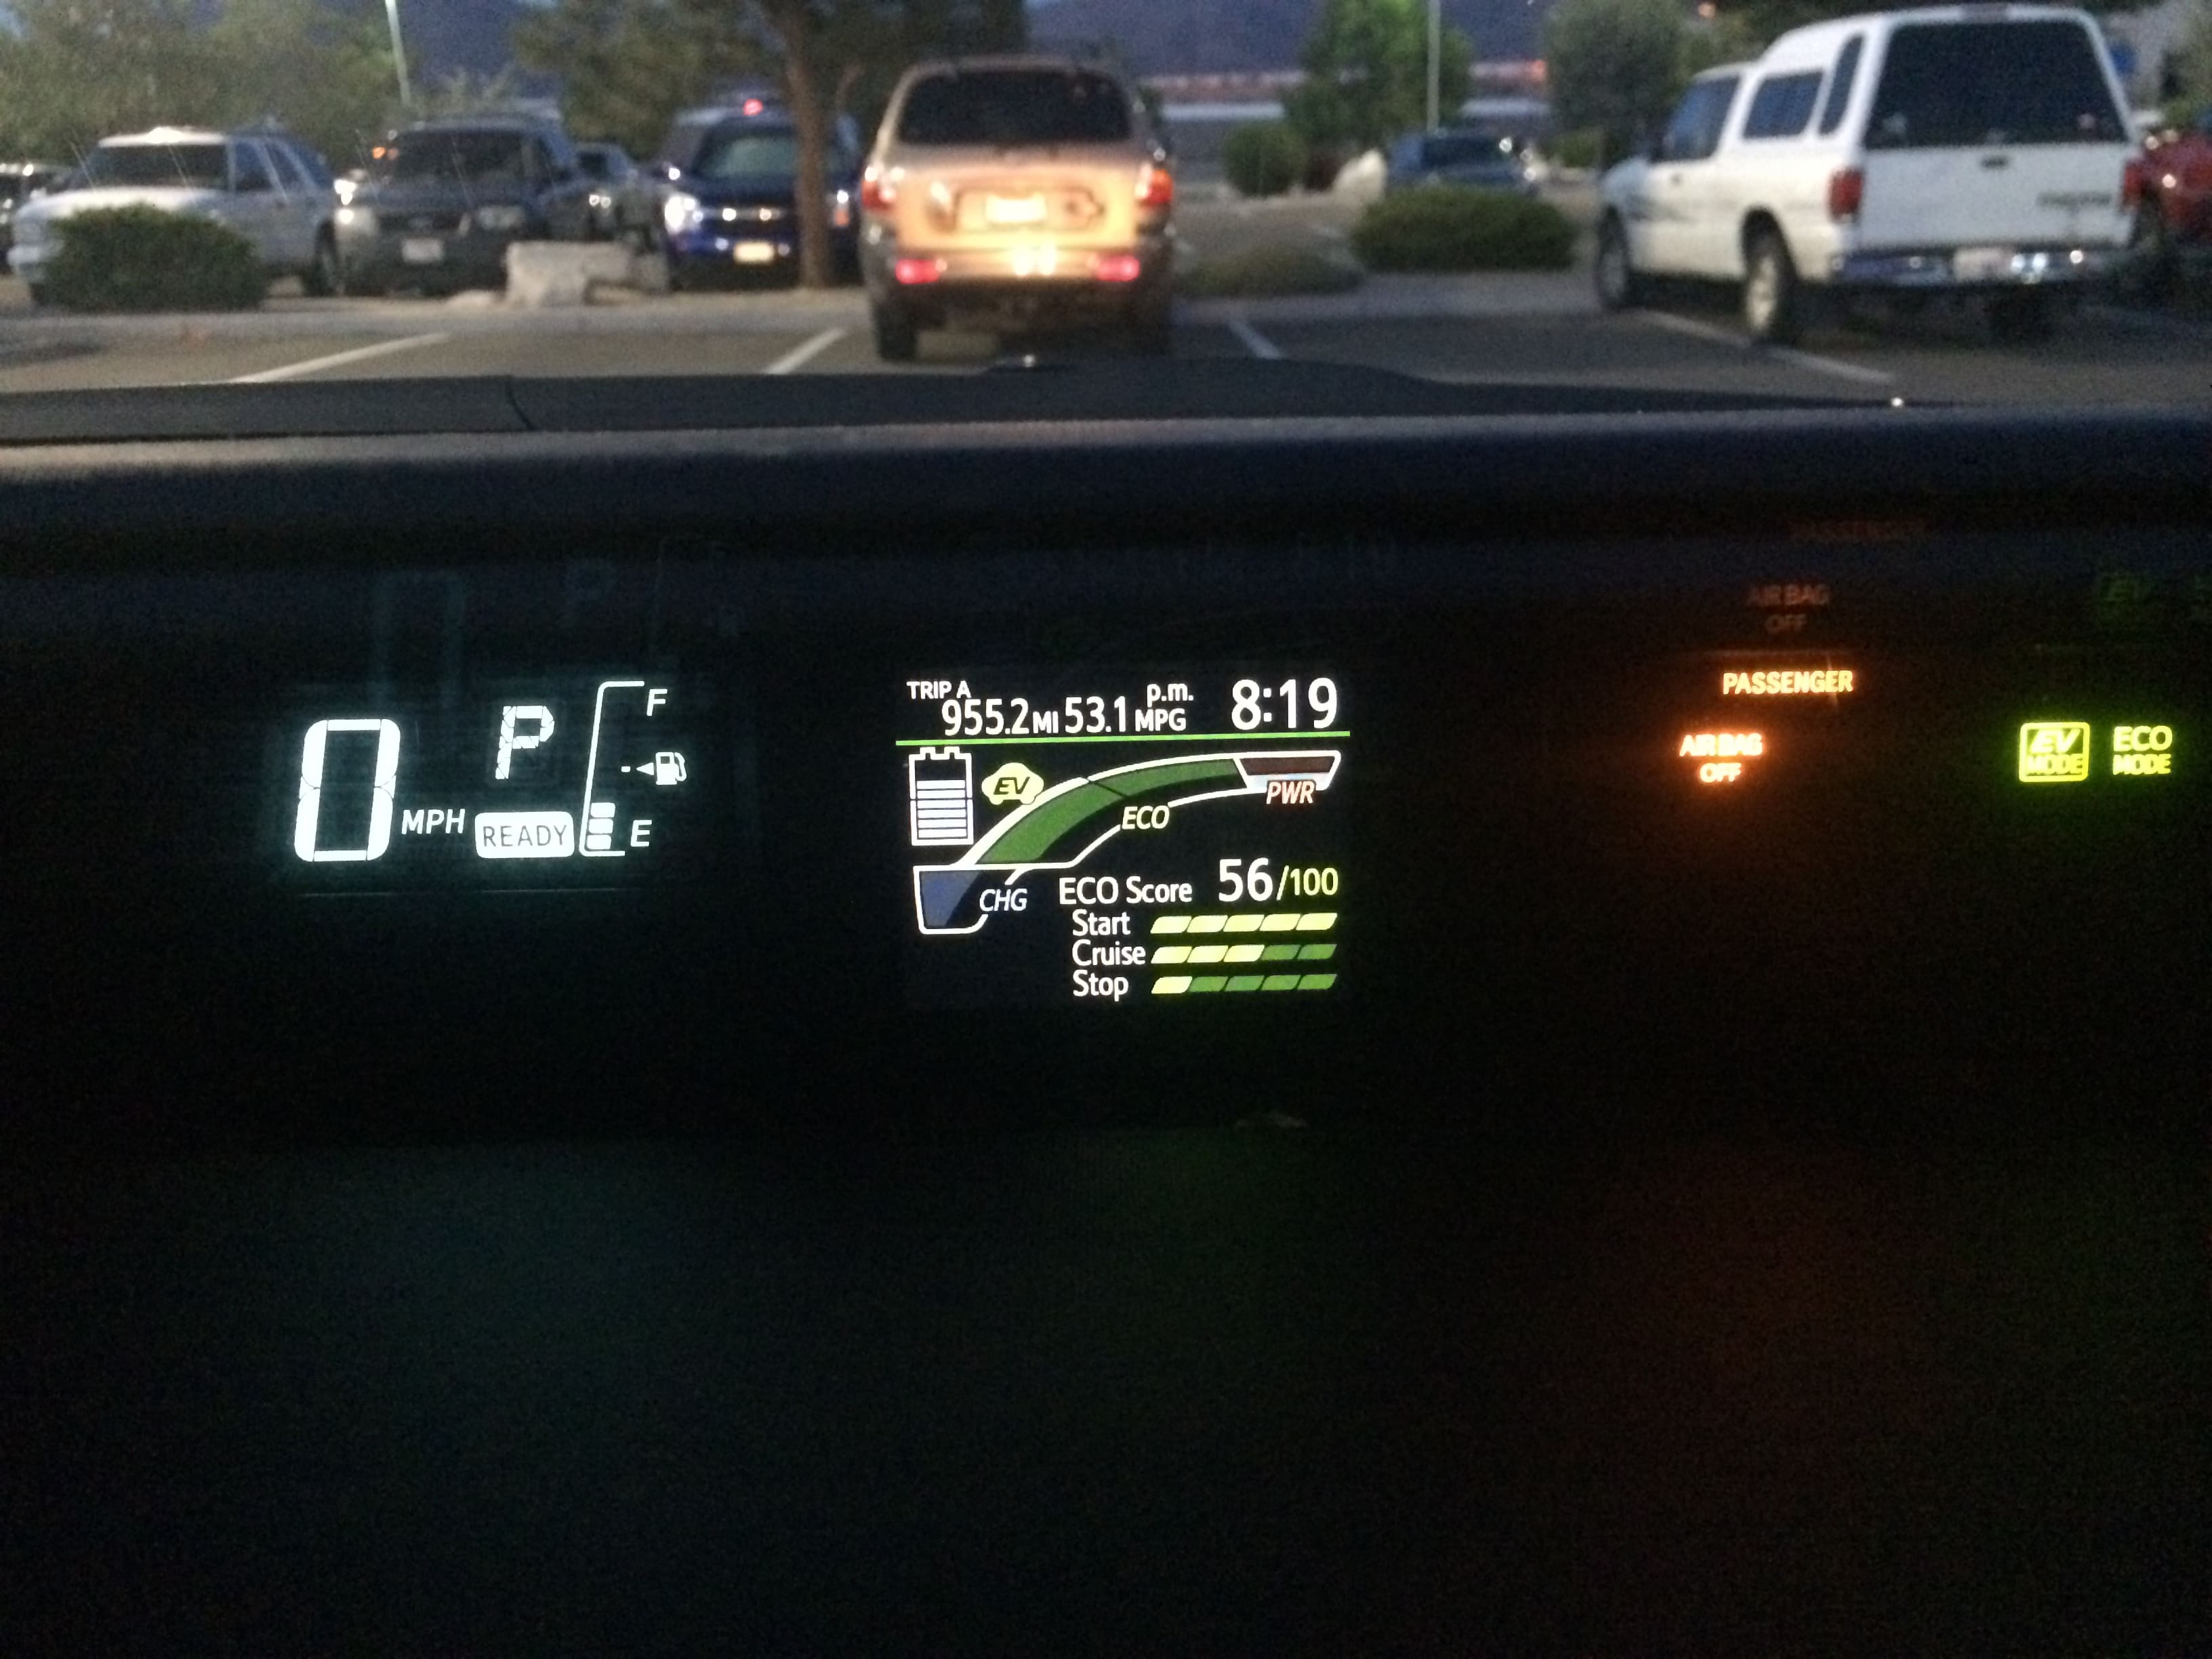 TRIP A
955.2 MI 53.1 MPG
p.m. 8:19
0 MPH
P
READY
F
E
EV
ECO
PWR
CHG
ECO Score 56/100
Start
Cruise
Stop
PASSENGER
AIR BAG
OFF
EV
MODE
ECO
MODE